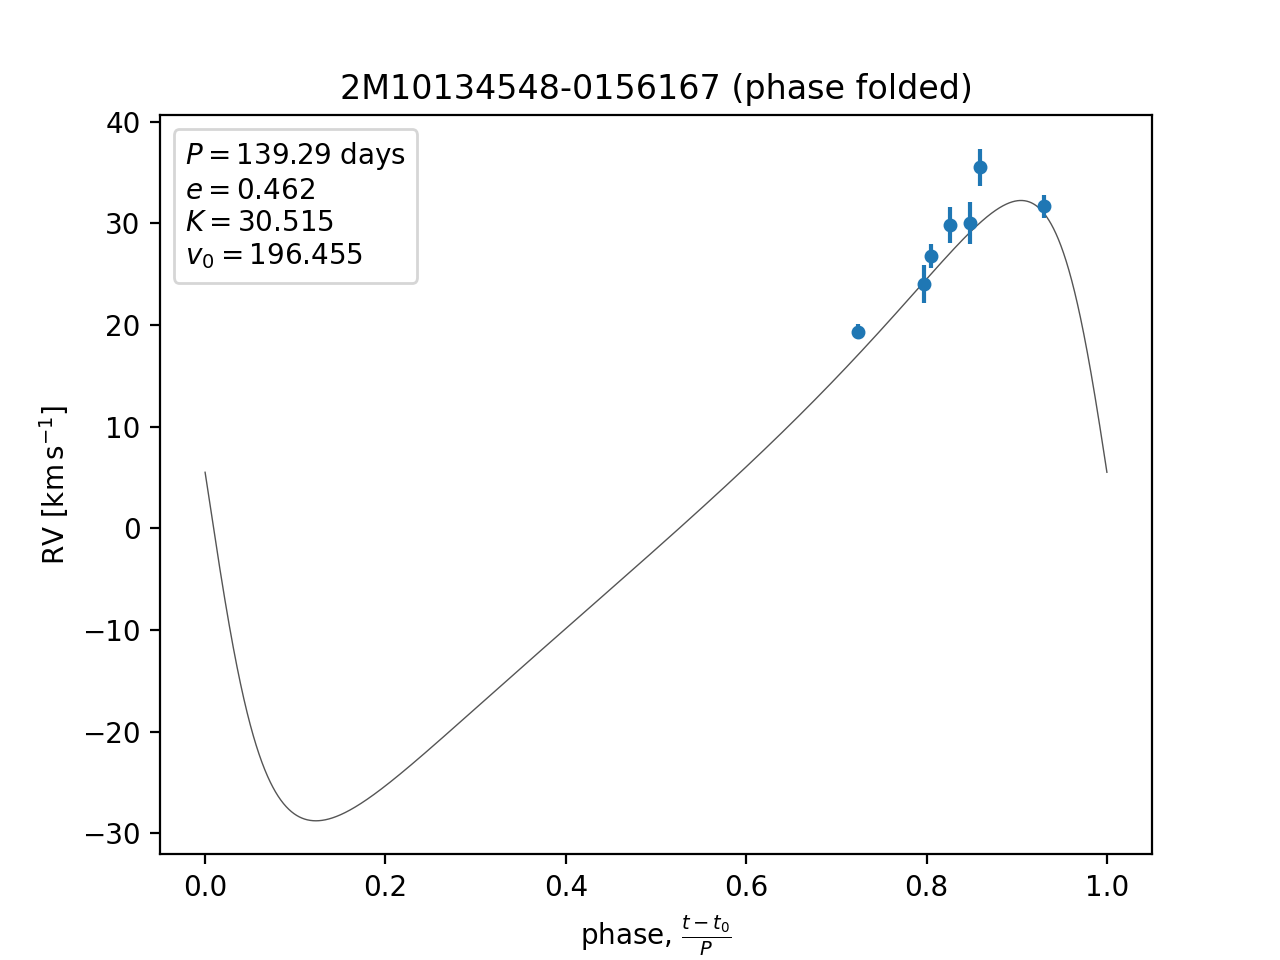 2M10134548-0156167 (phase folded)
P = 139.29 days
e = 0.462
K = 30.515
v₀ = 196.455
40
30
20
10
0
−10
−20
−30
RV [km s⁻¹]
0.0 0.2 0.4 0.6 0.8 1.0
phase, (t − t₀)/P